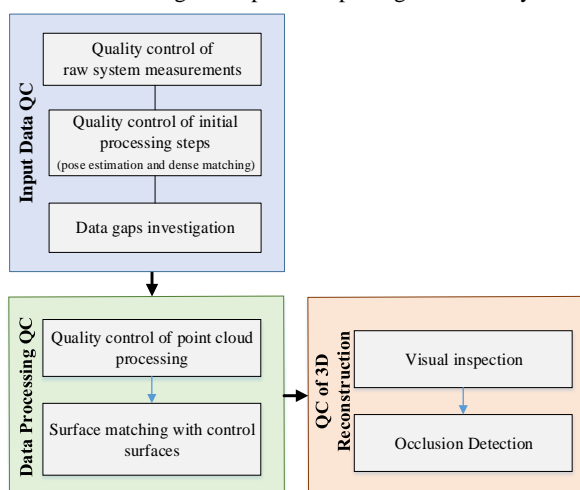 Input Data QC
Quality control of
raw system measurements
Quality control of initial
processing steps
(pose estimation and dense matching)
Data gaps investigation
Data Processing QC
Quality control of point cloud
processing
Surface matching with control
surfaces
QC of 3D
Reconstruction
Visual inspection
Occlusion Detection